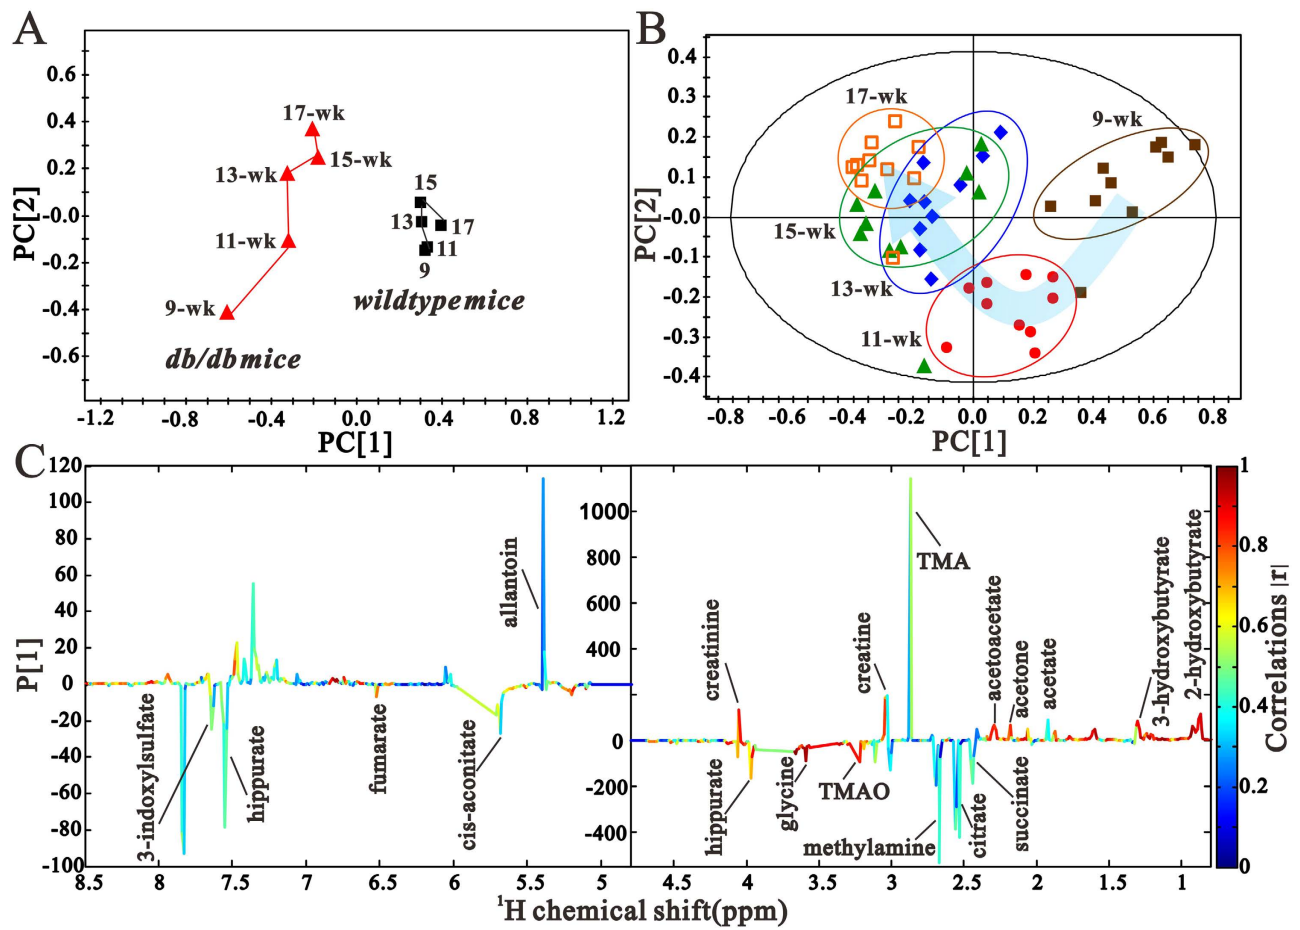 A
0.6
0.4
0.2
-0.0
0.2
0.4
-0.6
PC[2]
17-wk
15-wk
13-wk
11-wk
9-wk
15
13
17
11
9
wildtypemice
db/dbmice
-1.2
-0.8
-0.4
0.0
0.4
0.8
1.2
PC[1]
B
0.4
0.3
0.2
0.1
-0.0
-0.1
-0.2
-0.3
-0.4
PC[2]
17-wk
9-wk
15-wk
13-wk
11-wk
-0.8
-0.6
-0.4
-0.2
0.0
0.2
0.4
0.6
0.8
PC[1]
C
120
100
80
60
40
20
0
-20
-40
-60
-80
-100
P[1]
3-indoxylsulfate
hippurate
fumarate
cis-aconitate
allantoin
8.5
8
7.5
7
6.5
6
5.5
5
1000
800
600
400
0
-200
-400
creatinine
hippurate
glycine
TMAO
creatine
TMA
methylamine
citrate
succinate
acetoacetate
acetone
acetate
3-hydroxybutyrate
2-hydroxybutyrate
4.5
4
3.5
3
2.5
2
1.5
1
¹H chemical shift(ppm)
1
0.8
0.6
0.4
0.2
0
Correlations |r|